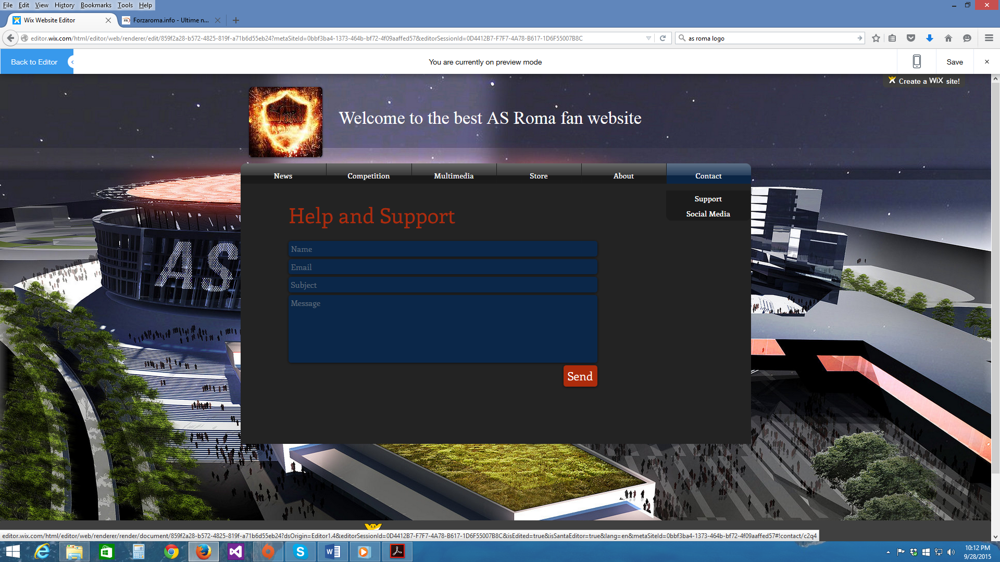 File Edit View History Bookmarks Tools Help
Wix Website Editor
FR Forzaroma.info - Ultime n...
editor.wix.com/html/editor/web/renderer/edit/859f2a28-b572-4825-819f-a71b6d55eb24?metaSiteId=0bbf3ba4-1373-464b-bf72-4f09aaffed57&editorSessionId=0D4412B7-F7F7-4A78-B617-1D6F55007B8C
as roma logo
Back to Editor
You are currently on preview mode
Save
Create a WiX site!
Welcome to the best AS Roma fan website
News Competition Multimedia Store About Contact
Support
Social Media
Help and Support
AS
Name
Email
Subject
Message
Send
editor.wix.com/html/editor/web/renderer/render/document/859f2a28-b572-4825-819f-a71b6d55eb24?dsOrigin=Editor1.4&editorSessionId=0D4412B7-F7F7-4A78-B617-1D6F55007B8C&isEdited=true&isSantaEditor=true&lang=en&metaSiteId=0bbf3ba4-1373-464b-bf72-4f09aaffed57#!contact/c2q4
10:12 PM
9/28/2015